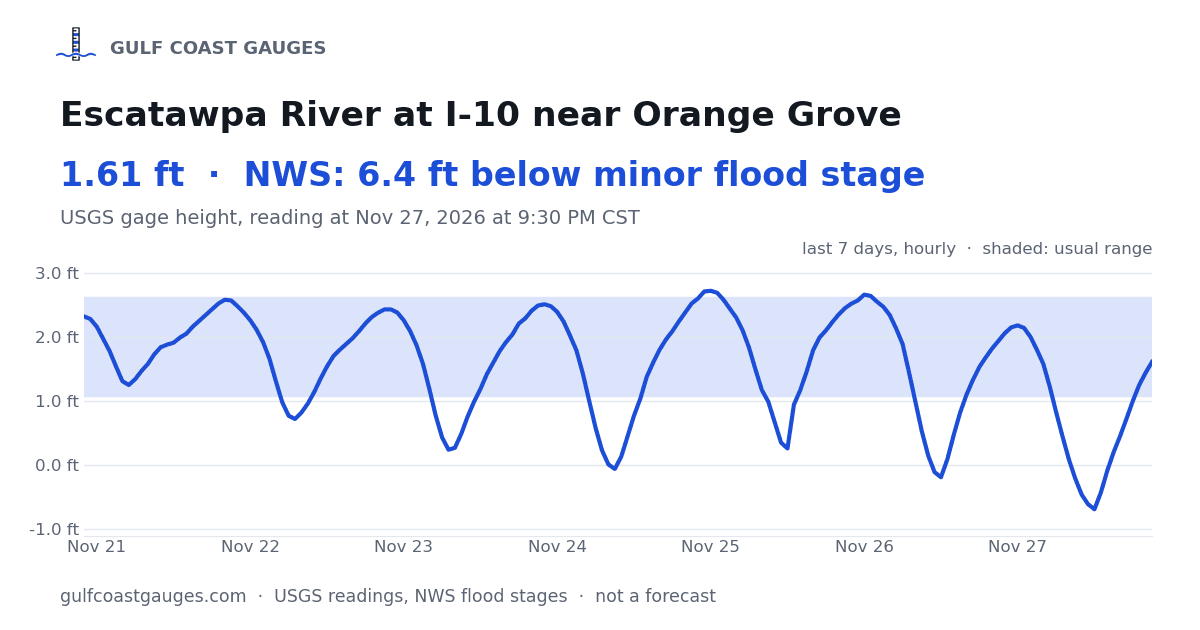 GULF COAST GAUGES
Escatawpa River at I-10 near Orange Grove
1.61 ft · NWS: 6.4 ft below minor flood stage
USGS gage height, reading at Nov 27, 2026 at 9:30 PM CST
last 7 days, hourly · shaded: usual range
3.0 ft
2.0 ft
1.0 ft
0.0 ft
-1.0 ft
Nov 21 Nov 22 Nov 23 Nov 24 Nov 25 Nov 26 Nov 27
gulfcoastgauges.com · USGS readings, NWS flood stages · not a forecast